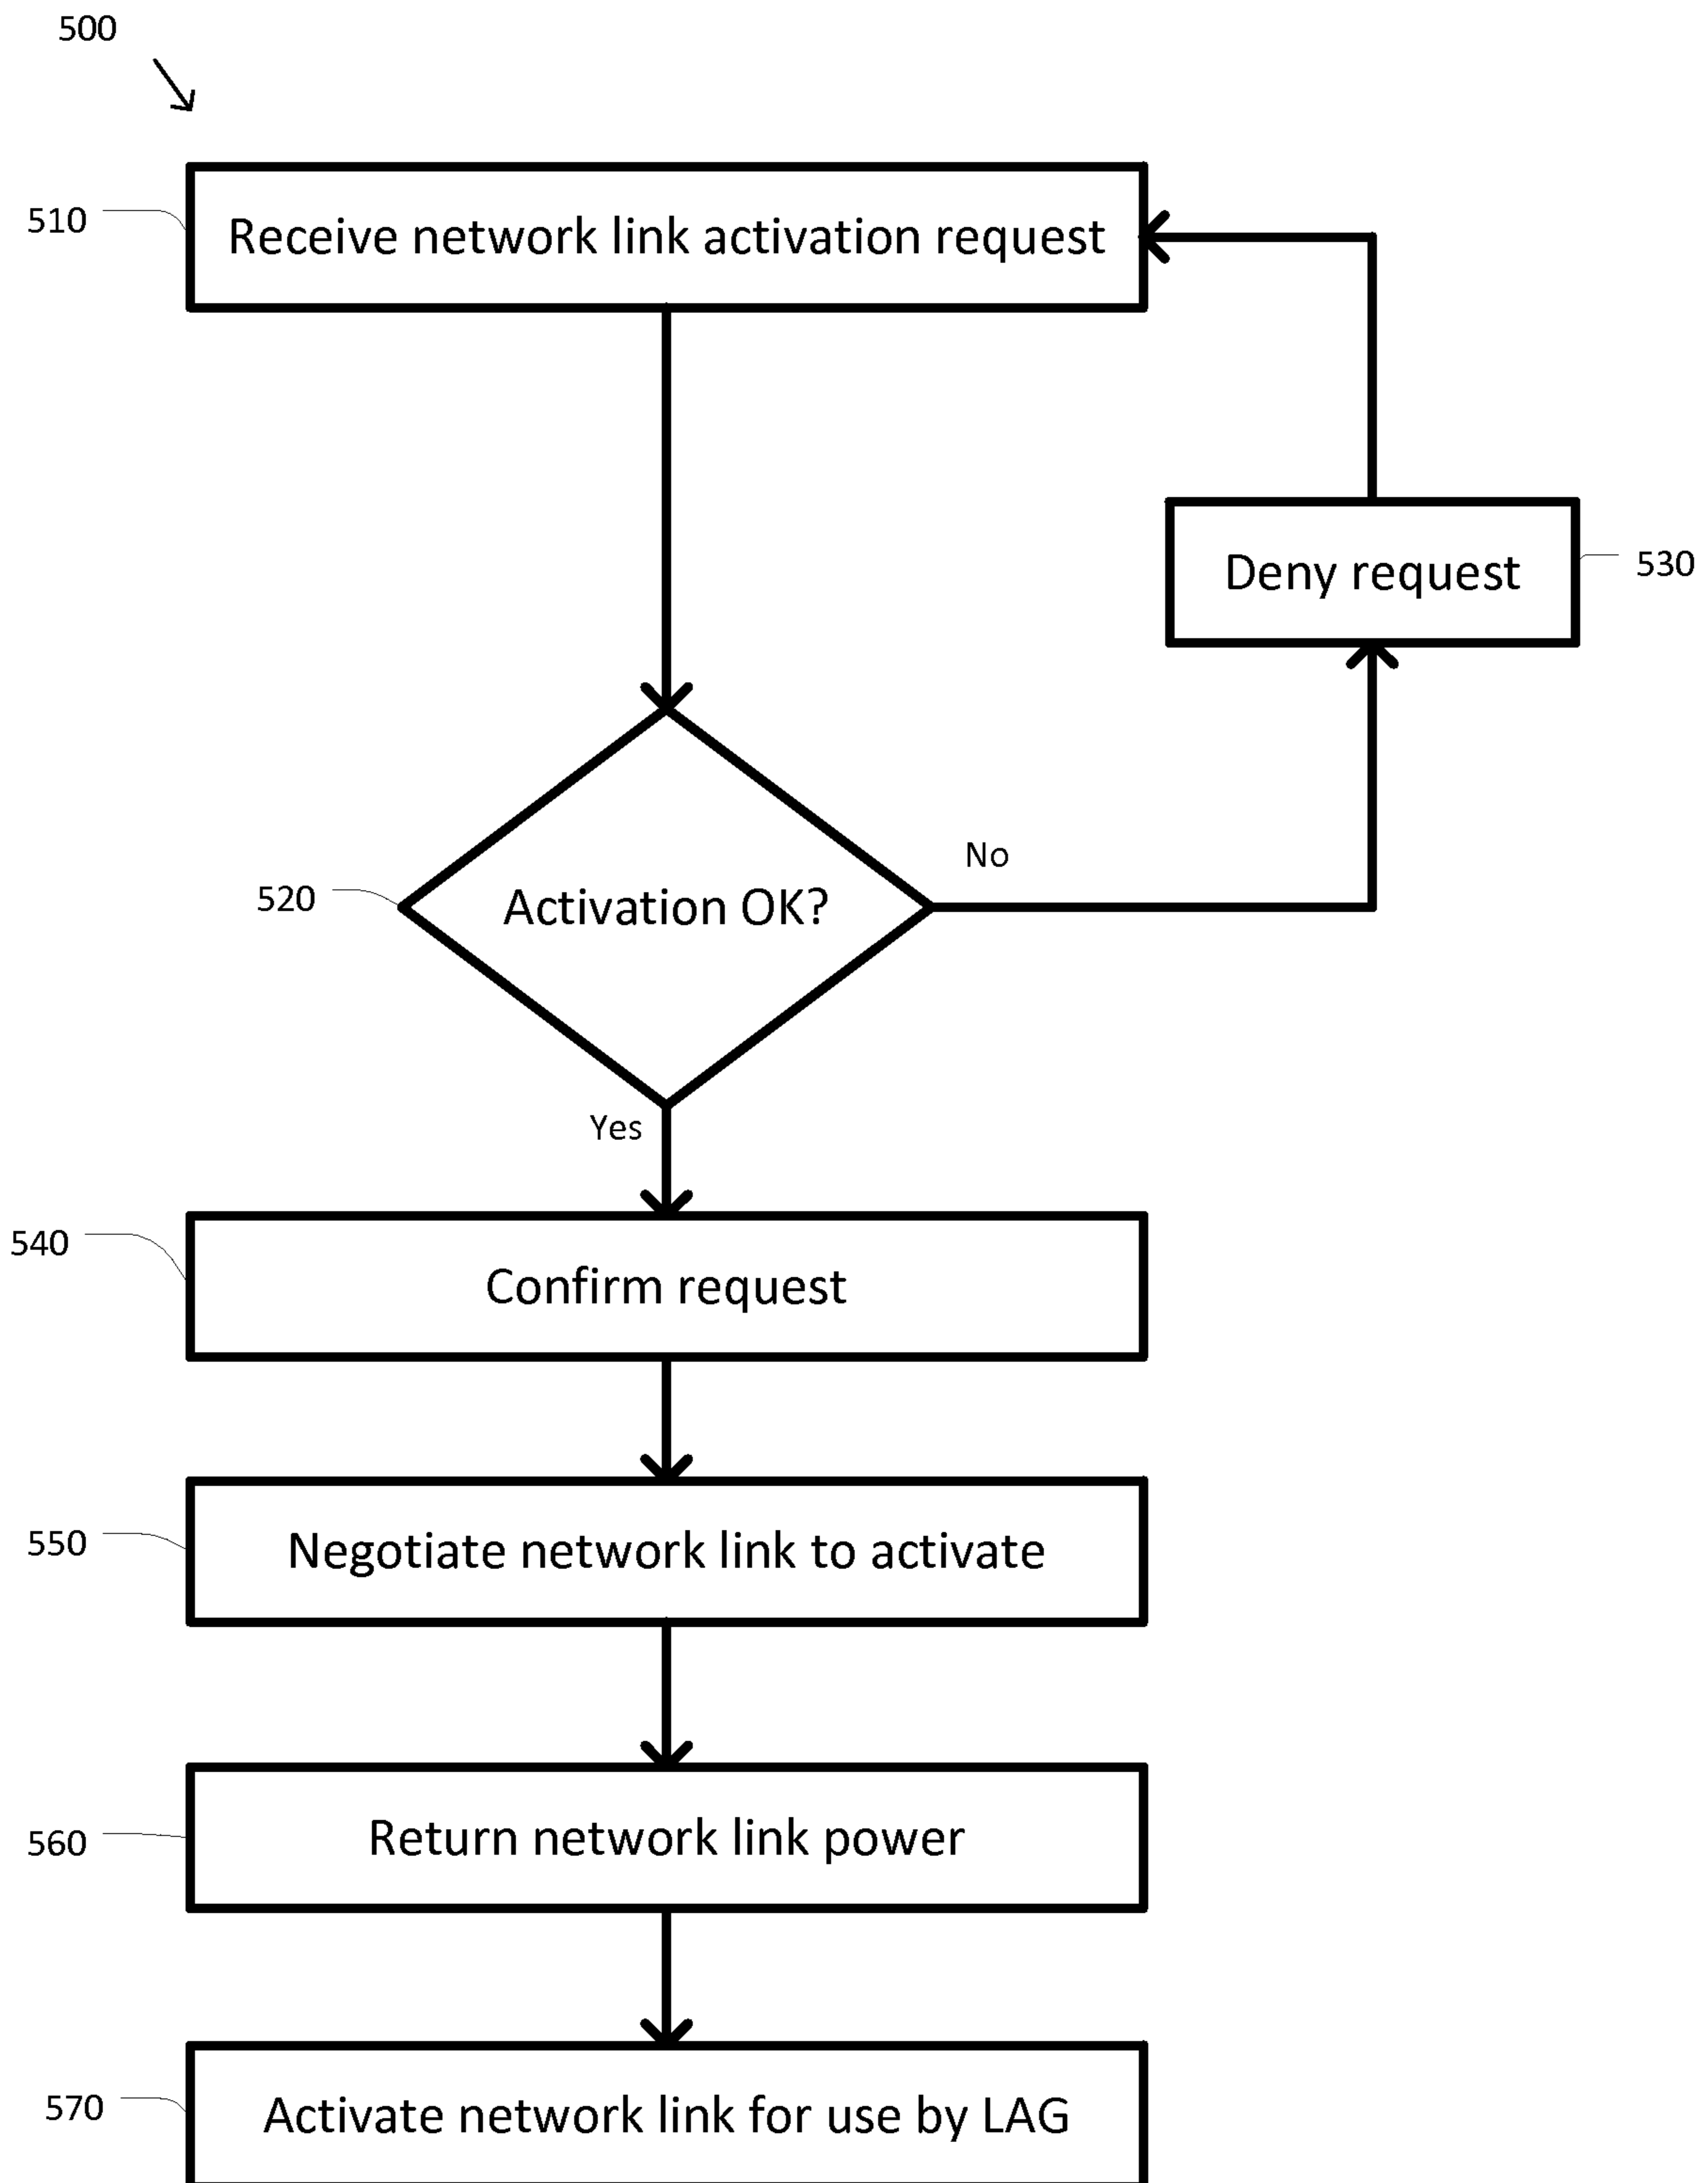 500
510
Receive network link activation request
Deny request
530
No
520
Activation OK?
Yes
540
Confirm request
550
Negotiate network link to activate
560
Return network link power
570
Activate network link for use by LAG